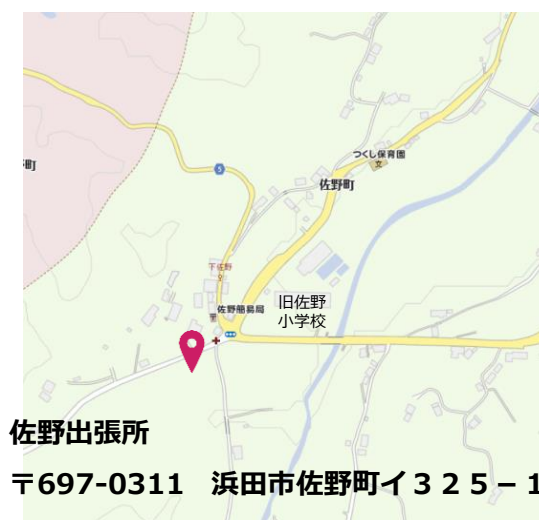 つくし保育園
文
佐野町
町
5
下佐野
佐野簡易局
旧佐野
小学校
佐野出張所
〒697-0311 浜田市佐野町イ３２５－１